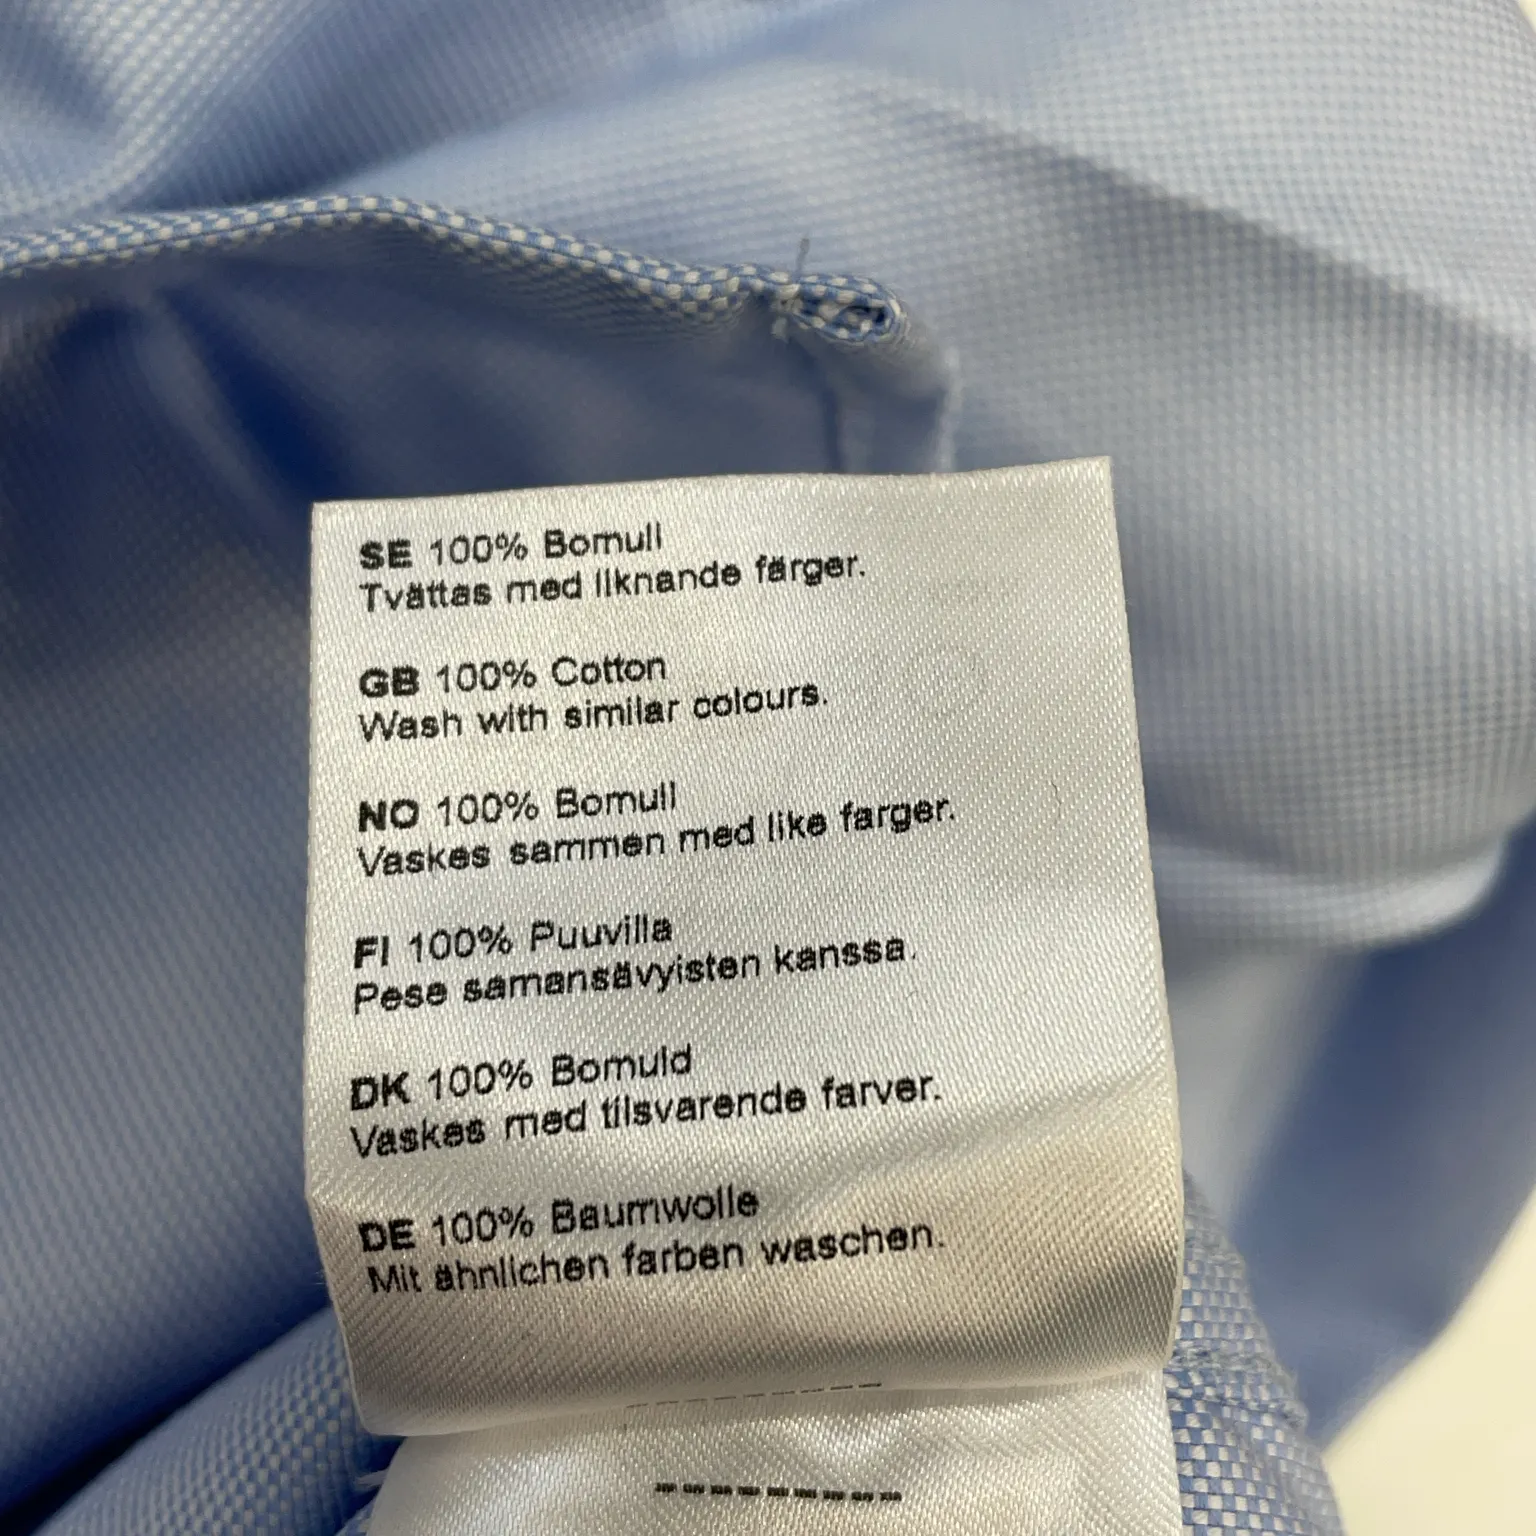 SE 100% Bomull
Tvättas med liknande färger.
GB 100% Cotton
Wash with similar colours.
NO 100% Bomull
Vaskes sammen med like farger.
FI 100% Puuvilla
Pese samansävyisten kanssa.
DK 100% Bomuld
Vaskes med tilsvarende farver.
DE 100% Baumwolle
Mit ähnlichen farben waschen.